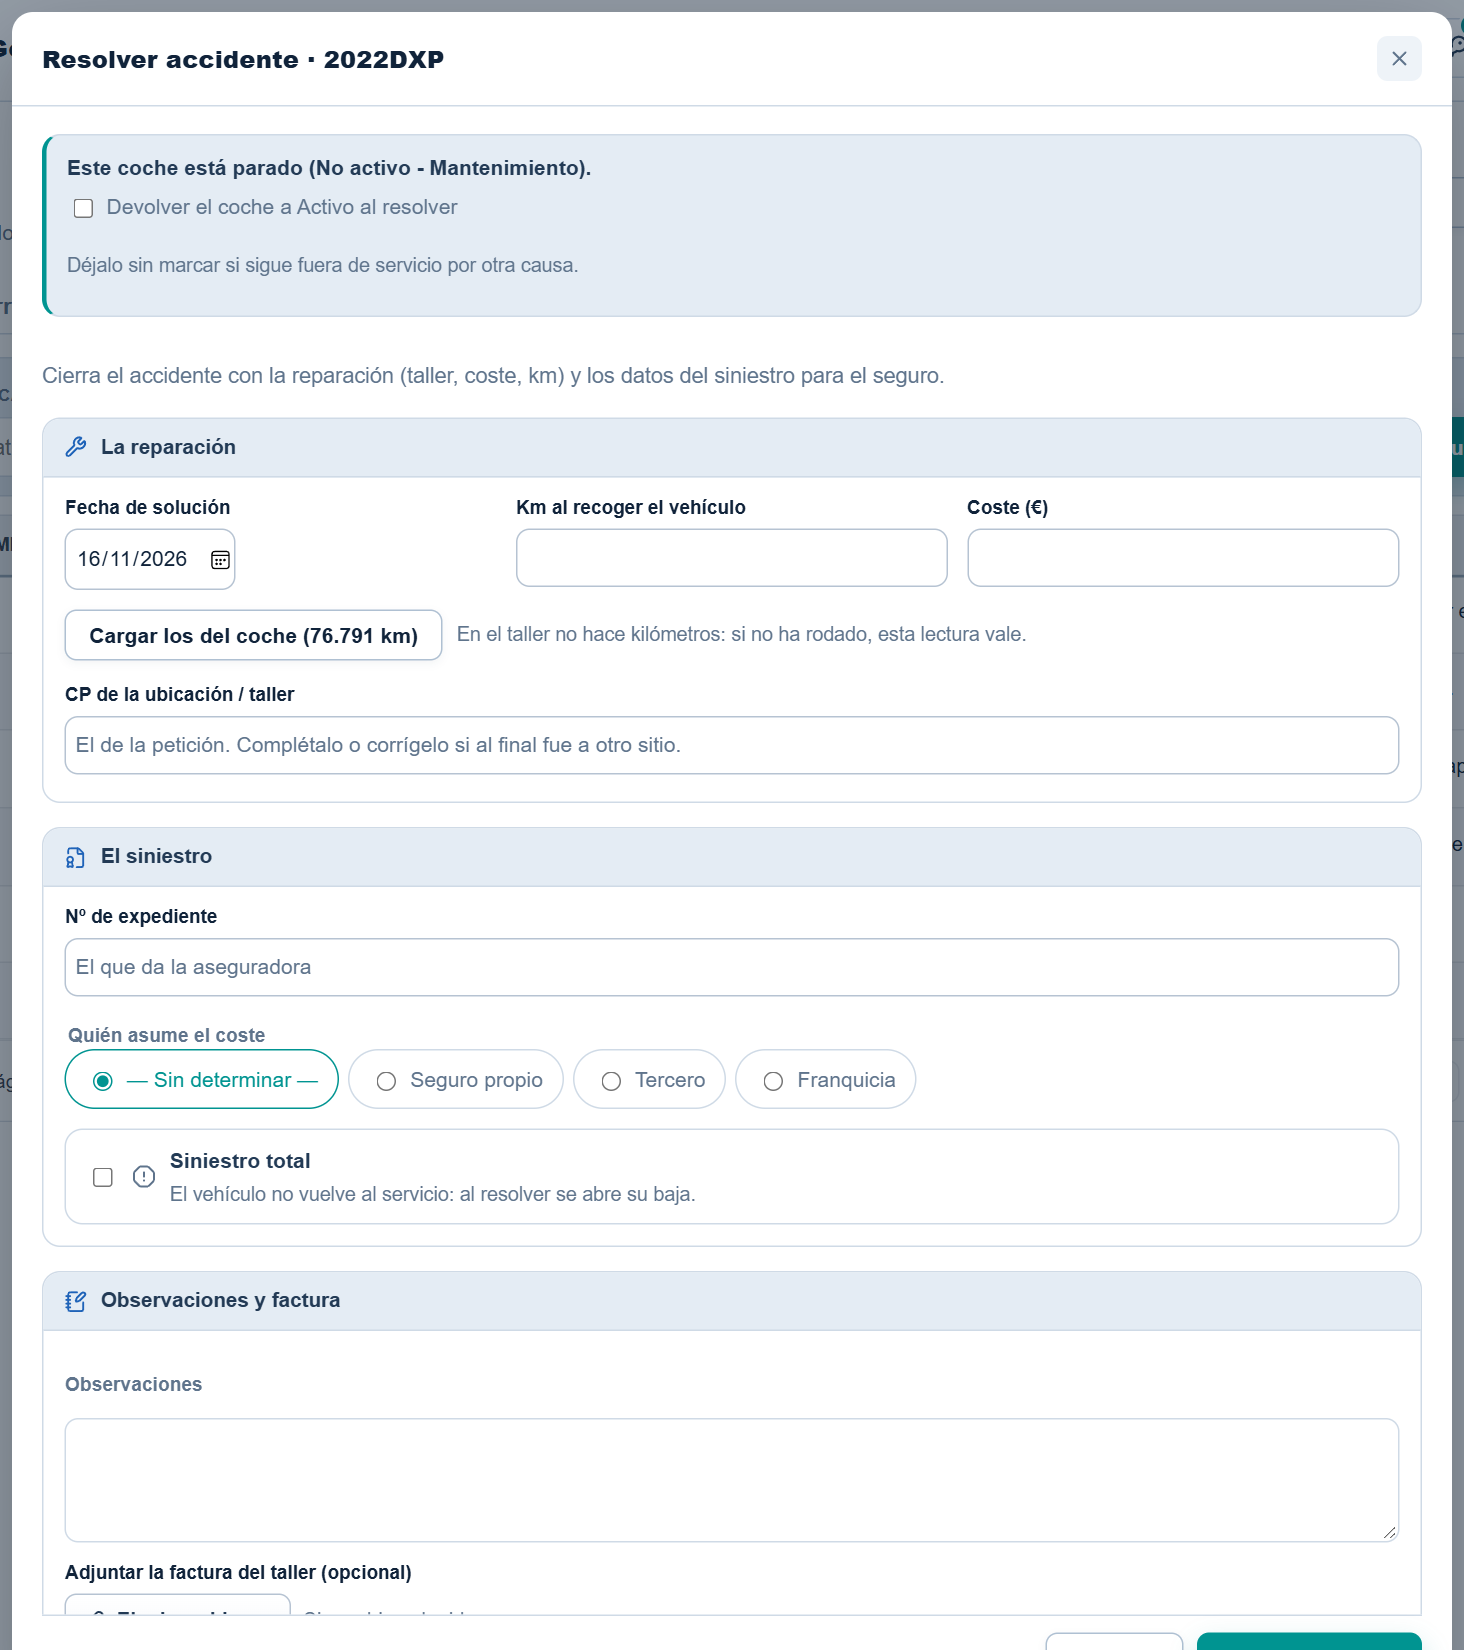 Resolver accidente · 2022DXP
Este coche está parado (No activo - Mantenimiento).
Devolver el coche a Activo al resolver
Déjalo sin marcar si sigue fuera de servicio por otra causa.
Cierra el accidente con la reparación (taller, coste, km) y los datos del siniestro para el seguro.
La reparación
Fecha de solución
Km al recoger el vehículo
Coste (€)
16/11/2026
Cargar los del coche (76.791 km)
En el taller no hace kilómetros: si no ha rodado, esta lectura vale.
CP de la ubicación / taller
El de la petición. Complétalo o corrígelo si al final fue a otro sitio.
El siniestro
Nº de expediente
El que da la aseguradora
Quién asume el coste
— Sin determinar —
Seguro propio
Tercero
Franquicia
Siniestro total
El vehículo no vuelve al servicio: al resolver se abre su baja.
Observaciones y factura
Observaciones
Adjuntar la factura del taller (opcional)